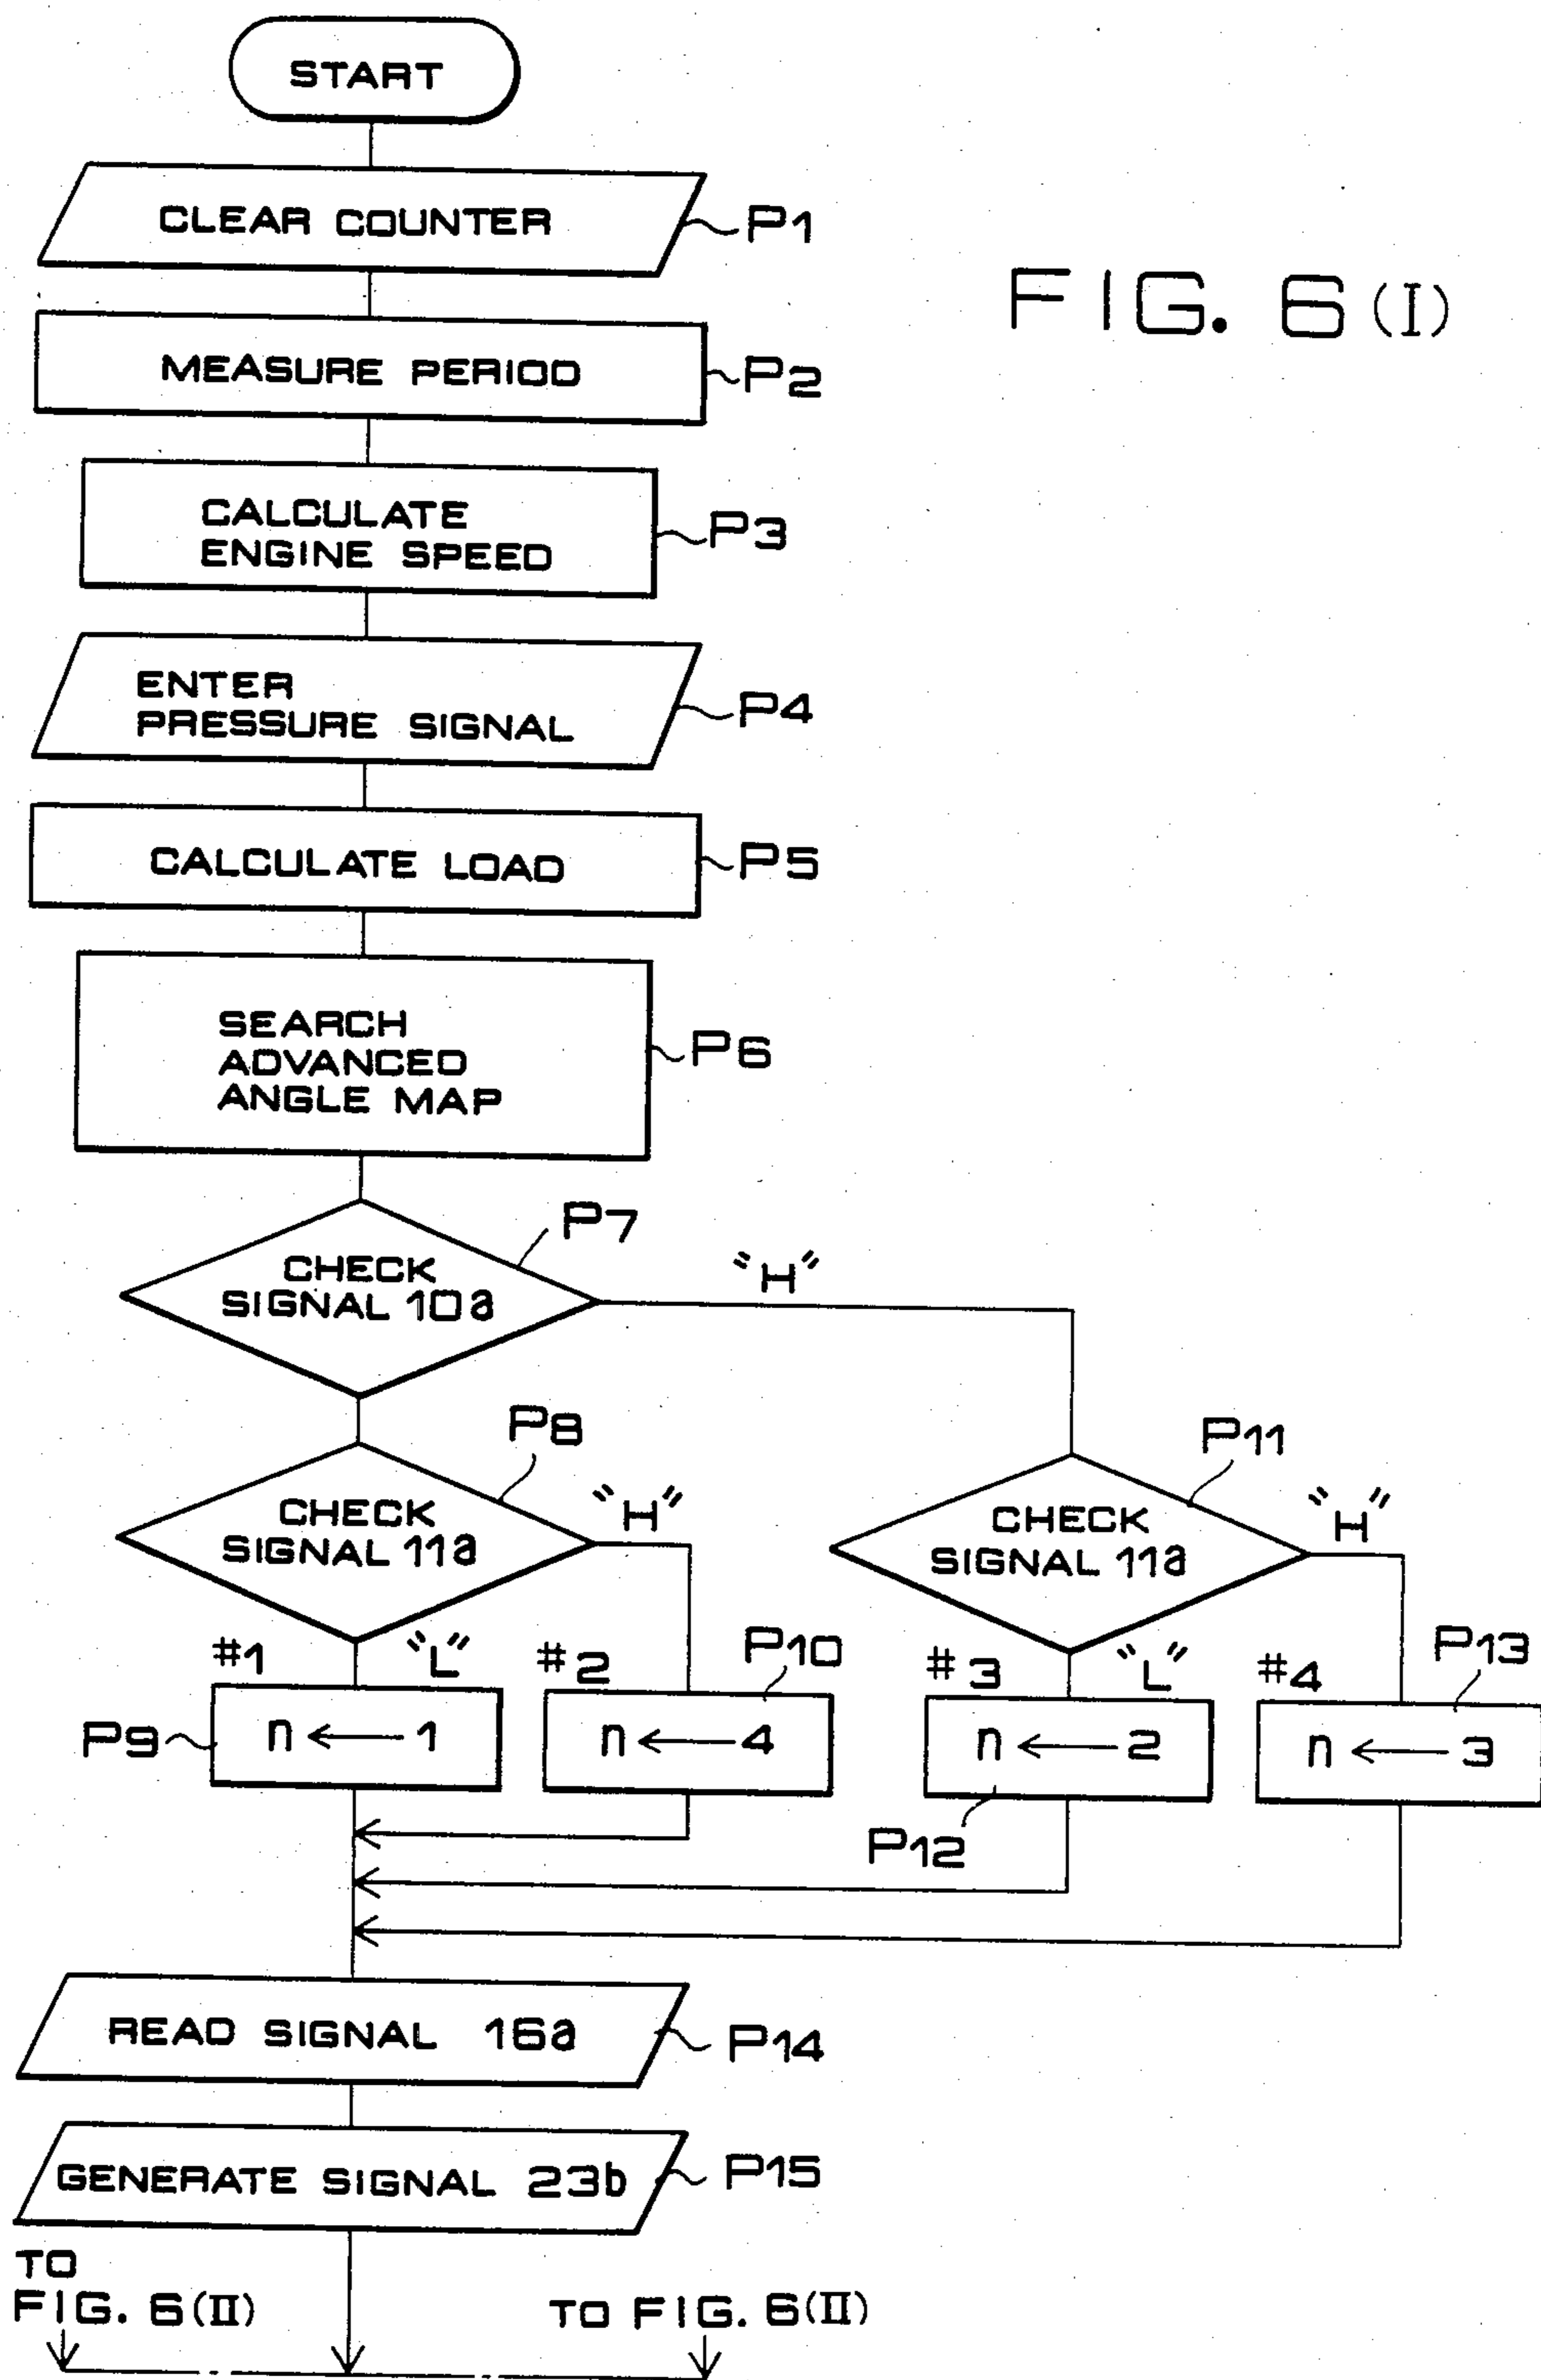 START
CLEAR COUNTER
P1
FIG. 6 (I)
MEASURE PERIOD
P2
CALCULATE
ENGINE SPEED
P3
ENTER
PRESSURE SIGNAL
P4
CALCULATE LOAD
P5
SEARCH
ADVANCED
ANGLE MAP
P6
P7
CHECK
SIGNAL 10a
"H"
P8
CHECK
SIGNAL 11a
"H"
P11
CHECK
SIGNAL 11a
"H"
#1
"L"
#2
P10
#3
"L"
#4
P13
P9
n ← 1
n ← 4
n ← 2
n ← 3
P12
READ SIGNAL 16a
P14
GENERATE SIGNAL 23b
P15
TO
FIG. 6(II)
TO FIG. 6(II)